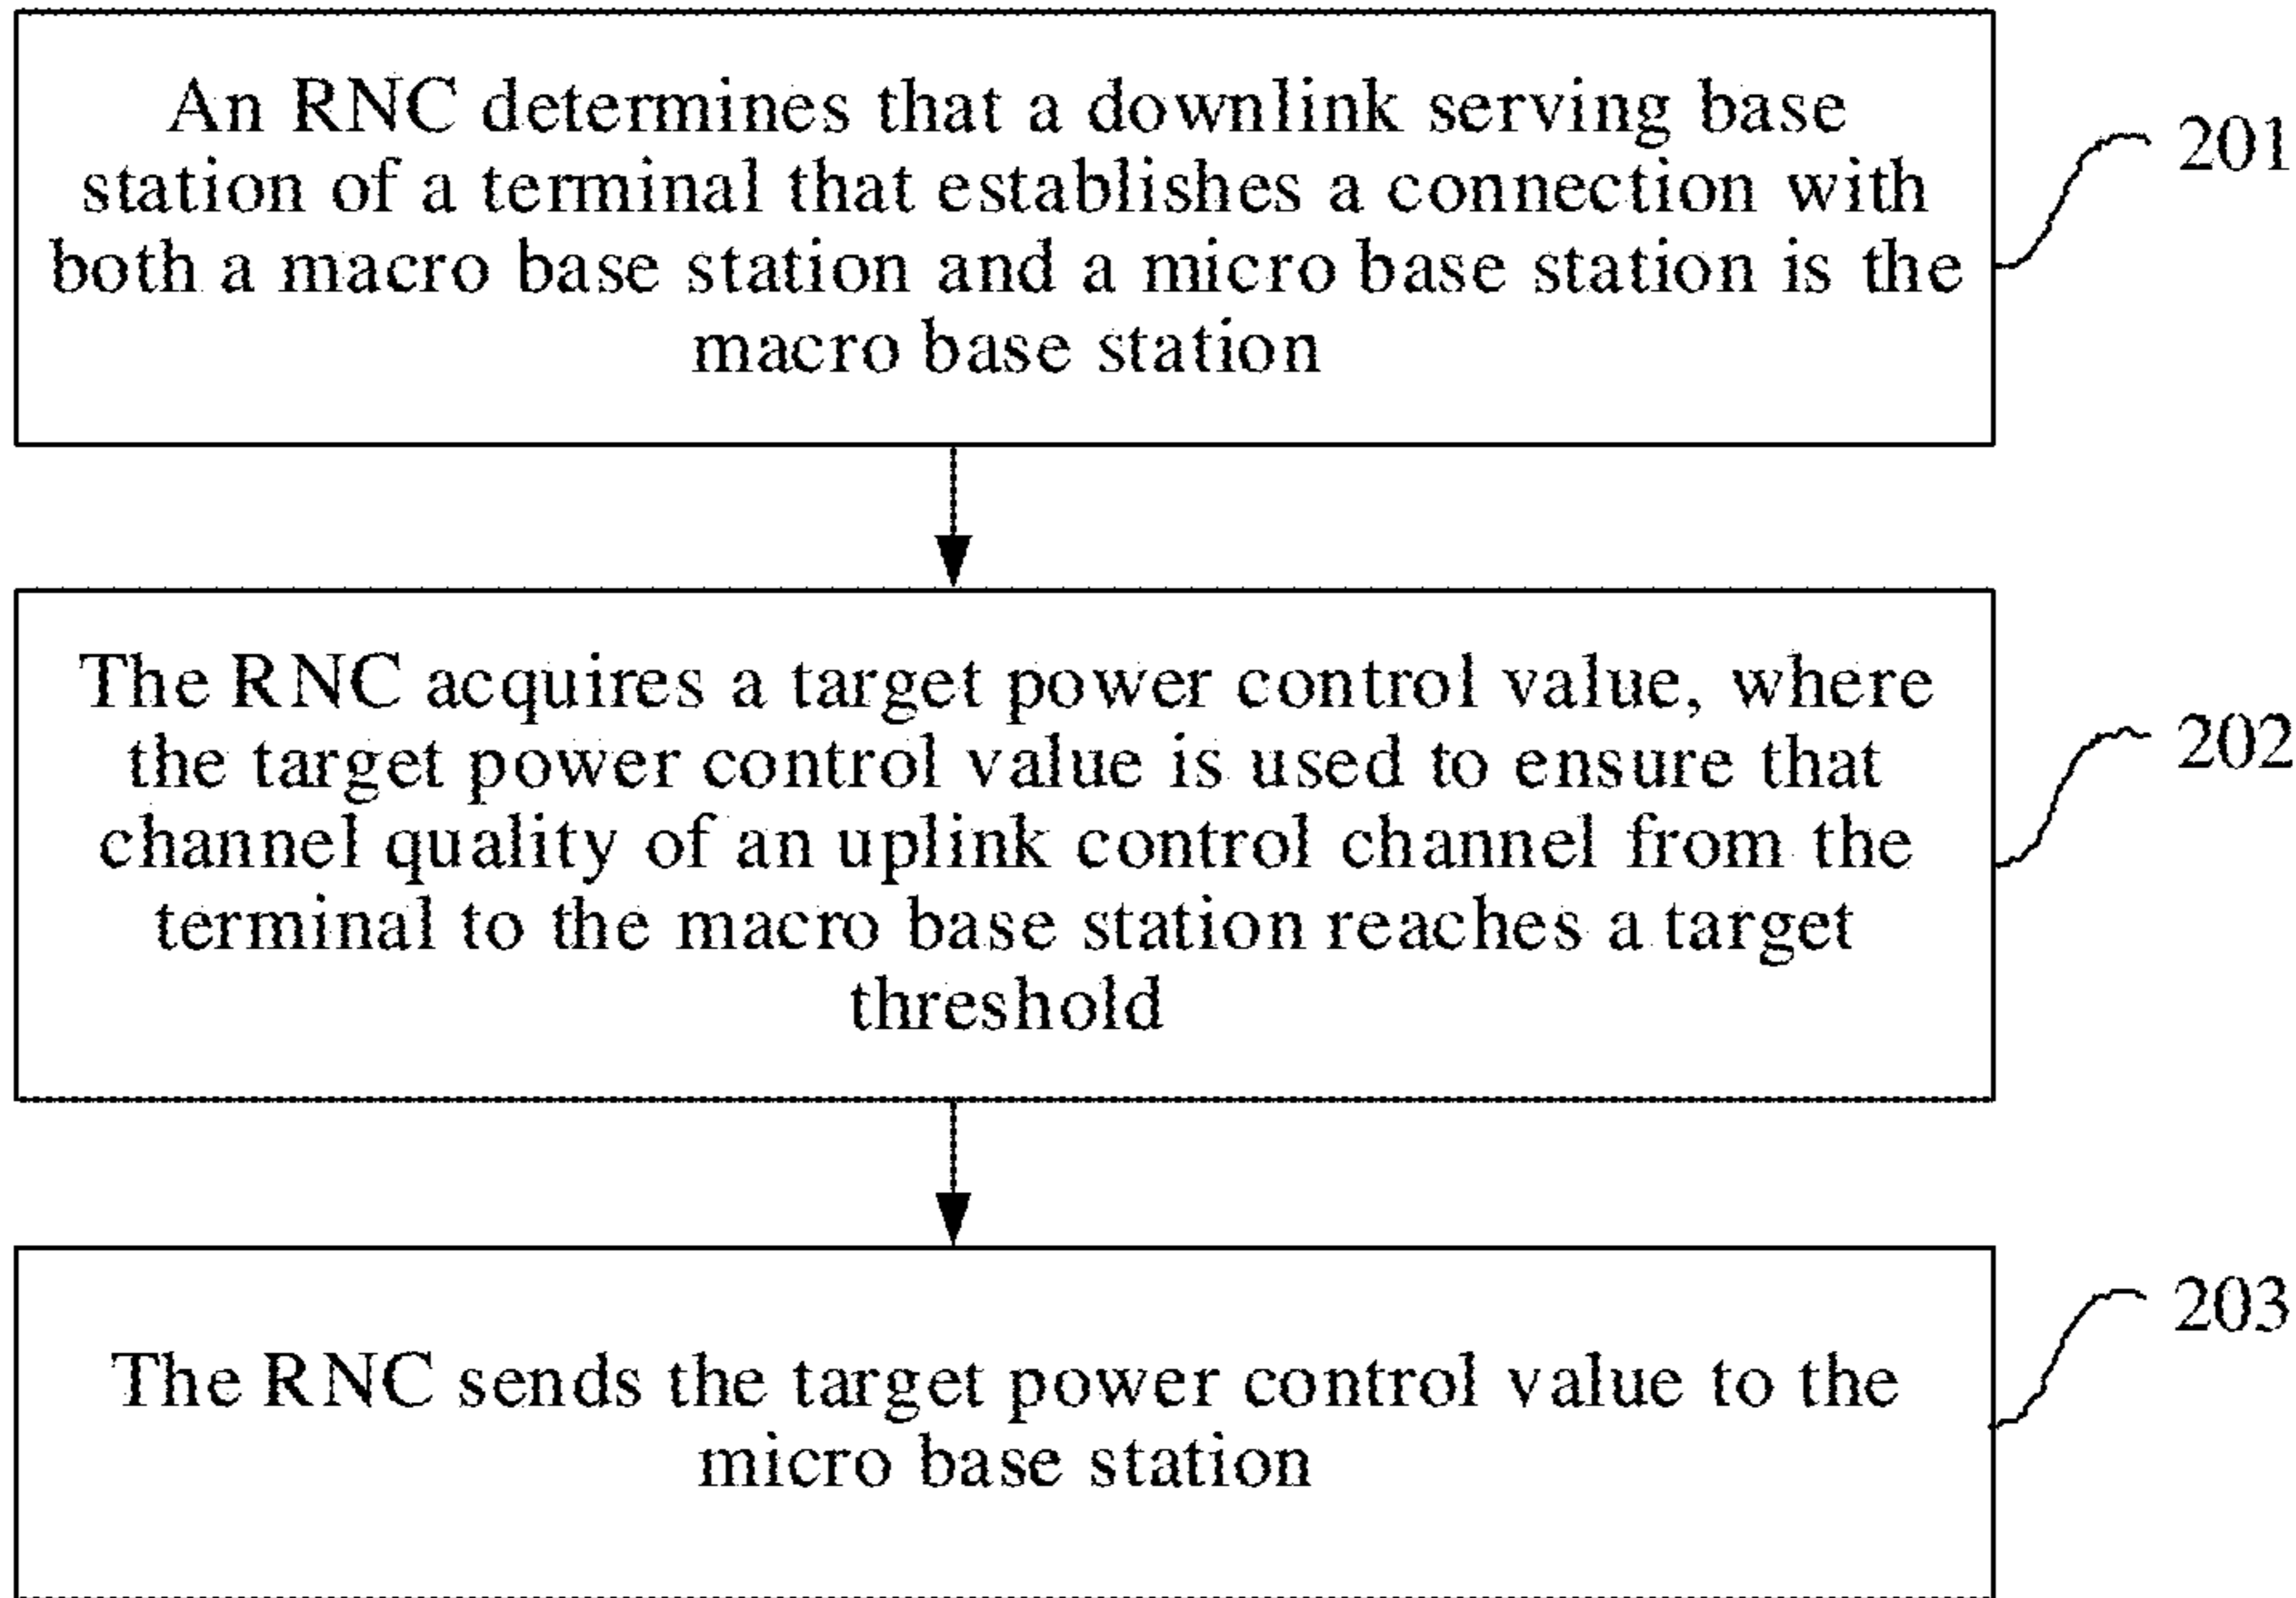 An RNC determines that a downlink serving base
station of a terminal that establishes a connection with
both a macro base station and a micro base station is the
macro base station
201
The RNC acquires a target power control value, where
the target power control value is used to ensure that
channel quality of an uplink control channel from the
terminal to the macro base station reaches a target
threshold
202
The RNC sends the target power control value to the
micro base station
203